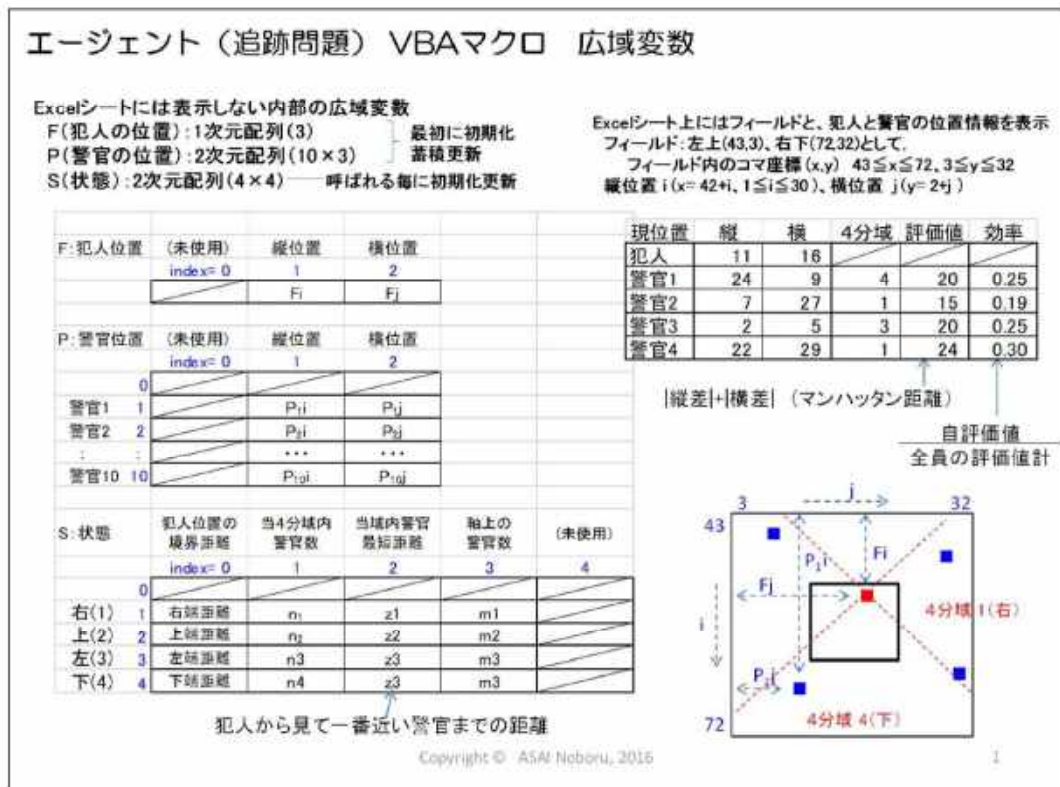 エージェント（追跡問題） VBAマクロ　広域変数
Excelシートには表示しない内部の広域変数
F(犯人の位置)：1次元配列(3)
P(警官の位置)：2次元配列(10×3)
最初に初期化
蓄積更新
S(状態)：2次元配列(4×4) 呼ばれる毎に初期化更新
Excelシート上にはフィールドと、犯人と警官の位置情報を表示
フィールド：左上(43,3)、右下(72,32)として、
フィールド内のコマ座標(x,y)　43≦x≦72、3≦y≦32
縦位置 i(x= 42+i、1≦i≦30)、横位置 j(y= 2+j)
F：犯人位置 (未使用) 縦位置 横位置
index= 0 1 2
Fi Fj
P：警官位置 (未使用) 縦位置 横位置
index= 0 1 2
0
警官1 1 P₁i P₁j
警官2 2 P₂i P₂j
： ： ・・・ ・・・
警官10 10 P₁₀i P₁₀j
S：状態 犯人位置の境界距離 当4分域内警官数 当域内警官最短距離 軸上の警官数 (未使用)
index= 0 1 2 3 4
0
右(1) 1 右端距離 n₁ z1 m1
上(2) 2 上端距離 n₂ z2 m2
左(3) 3 左端距離 n3 z3 m3
下(4) 4 下端距離 n4 z3 m3
犯人から見て一番近い警官までの距離
現位置 縦 横 4分域 評価値 効率
犯人 11 16
警官1 24 9 4 20 0.25
警官2 7 27 1 15 0.19
警官3 2 5 3 20 0.25
警官4 22 29 1 24 0.30
|縦差|+|横差|　(マンハッタン距離)
自評価値
全員の評価値計
j
3 32
43
P₁i
Fi
Fj
i
4分域 1(右)
72
4分域 4(下)
Copyright ©　ASAI Noboru, 2016
1